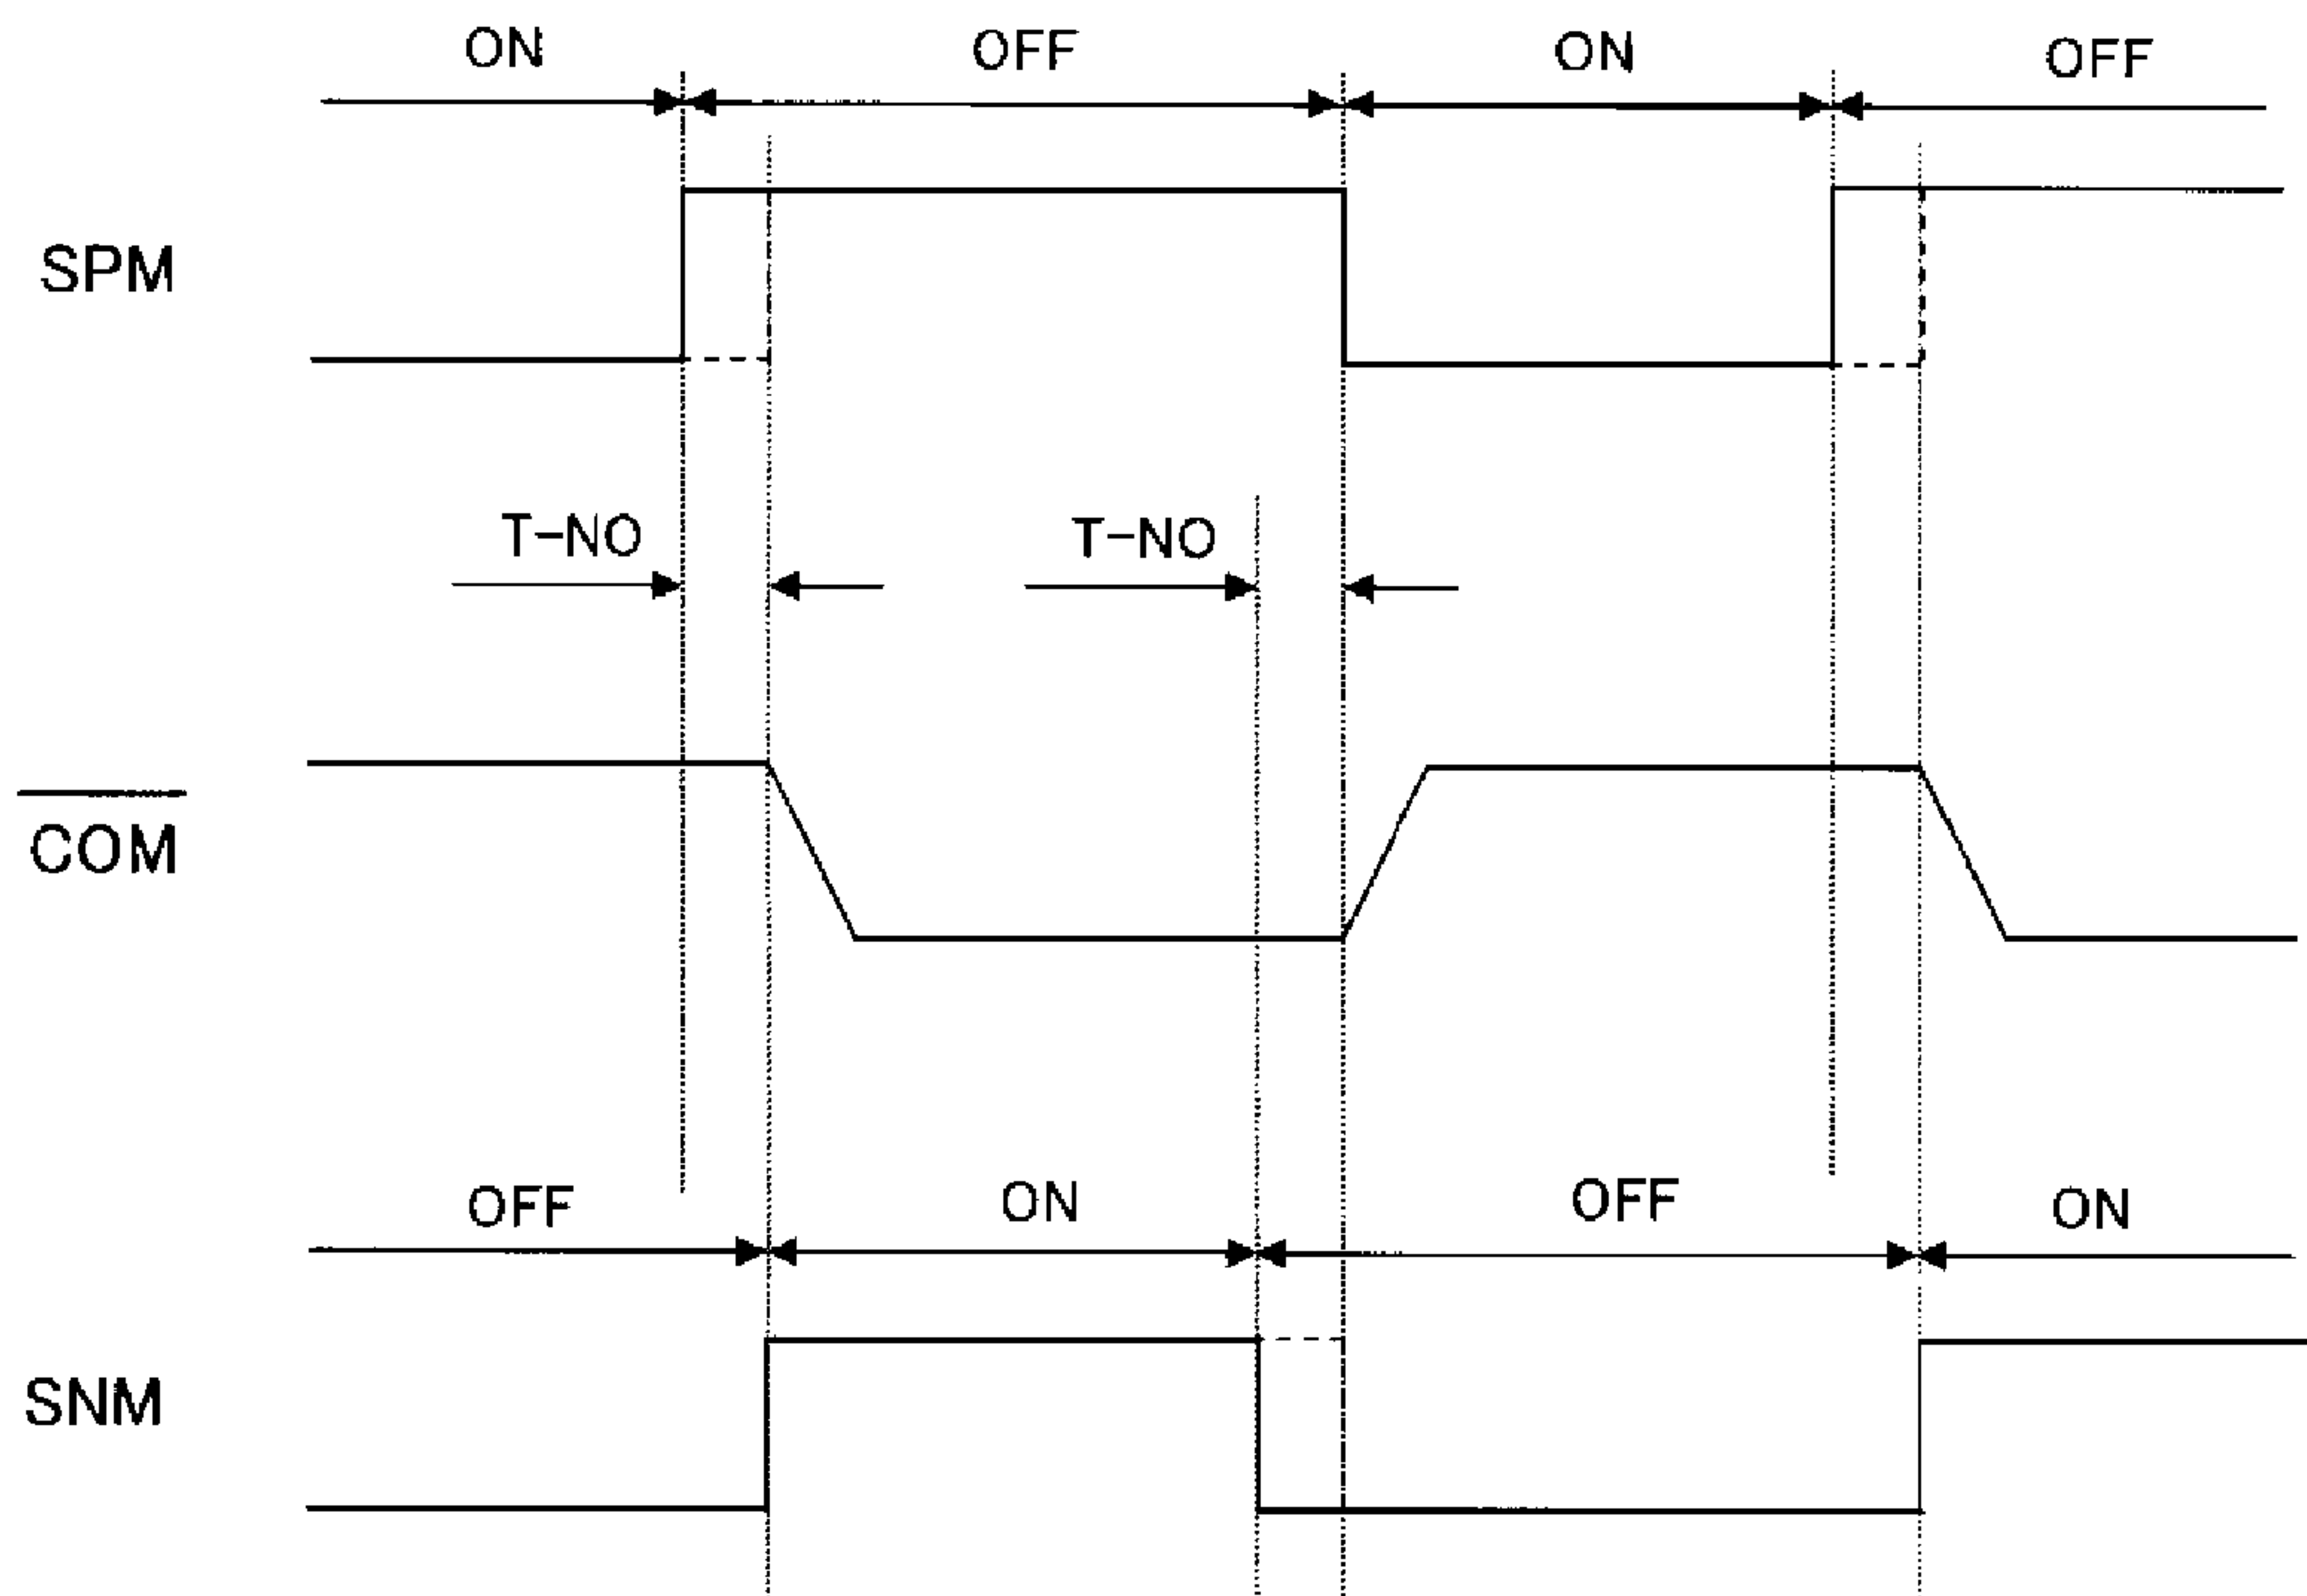 ON OFF ON OFF
SPM
T-NO T-NO
COM
OFF ON OFF ON
SNM